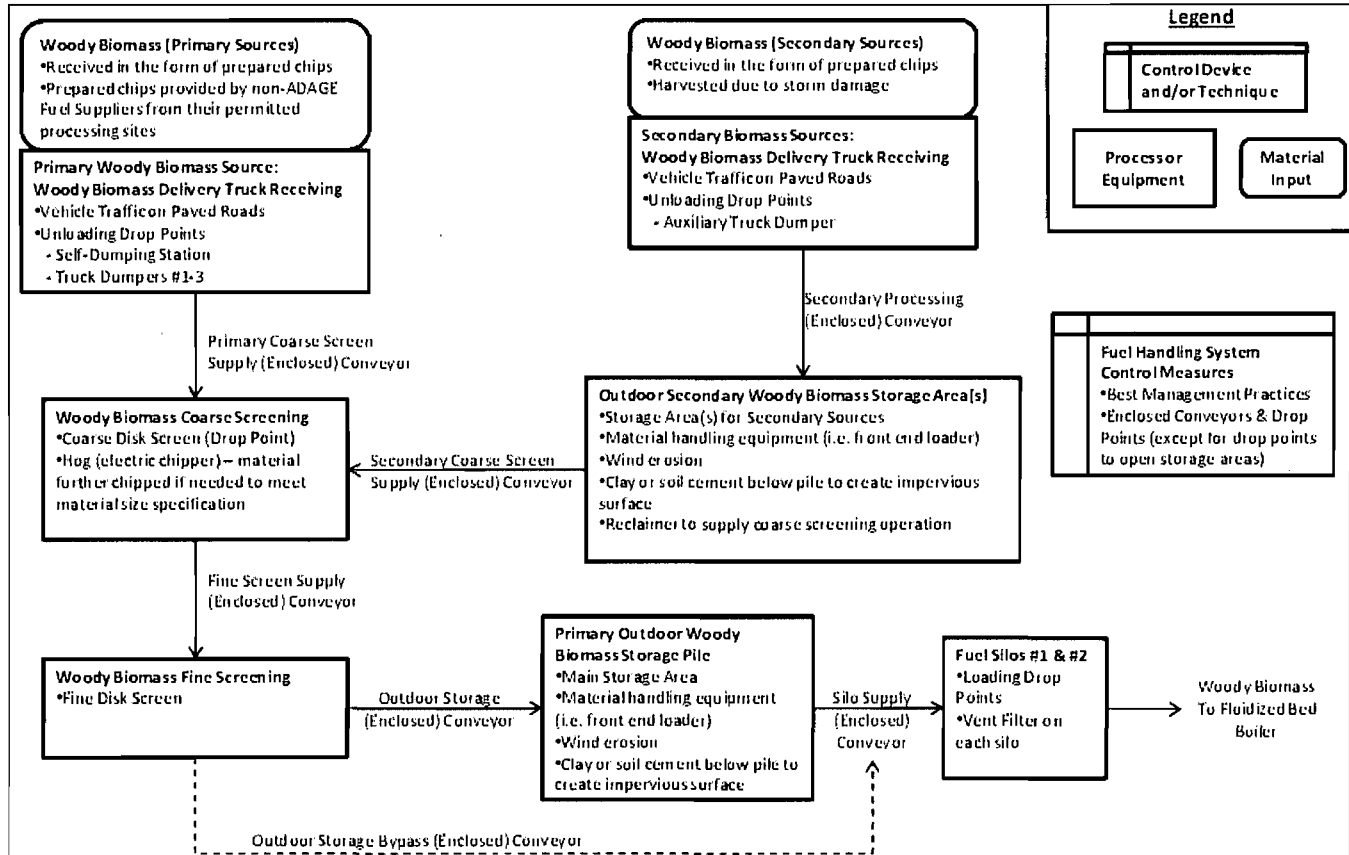 Woody Biomass (Primary Sources)
•Received in the form of prepared chips
•Prepared chips provided by non-ADAGE
Fuel Suppliers from their permitted
processing sites
Primary Woody Biomass Source:
Woody Biomass Delivery Truck Receiving
•Vehicle Traffic on Paved Roads
•Unloading Drop Points
- Self-Dumping Station
- Truck Dumpers #1-3
Woody Biomass (Secondary Sources)
•Received in the form of prepared chips
•Harvested due to storm damage
Secondary Biomass Sources:
Woody Biomass Delivery Truck Receiving
•Vehicle Traffic on Paved Roads
•Unloading Drop Points
- Auxiliary Truck Dumper
Legend
Control Device
and/or Technique
Processor
Equipment
Material
Input
Primary Coarse Screen
Supply (Enclosed) Conveyor
Secondary Processing
(Enclosed) Conveyor
Fuel Handling System
Control Measures
•Best Management Practices
•Enclosed Conveyors & Drop
Points (except for drop points
to open storage areas)
Woody Biomass Coarse Screening
•Coarse Disk Screen (Drop Point)
•Hog (electric chipper) – material
further chipped if needed to meet
material size specification
Secondary Coarse Screen
Supply (Enclosed) Conveyor
Outdoor Secondary Woody Biomass Storage Area(s)
•Storage Area(s) for Secondary Sources
•Material handling equipment (i.e. front end loader)
•Wind erosion
•Clay or soil cement below pile to create impervious
surface
•Reclaimer to supply coarse screening operation
Fine Screen Supply
(Enclosed) Conveyor
Woody Biomass Fine Screening
•Fine Disk Screen
Outdoor Storage
(Enclosed) Conveyor
Primary Outdoor Woody
Biomass Storage Pile
•Main Storage Area
•Material handling equipment
(i.e. front end loader)
•Wind erosion
•Clay or soil cement below pile to
create impervious surface
Silo Supply
(Enclosed)
Conveyor
Fuel Silos #1 & #2
•Loading Drop
Points
•Vent Filter on
each silo
Woody Biomass
To Fluidized Bed
Boiler
Outdoor Storage Bypass (Enclosed) Conveyor